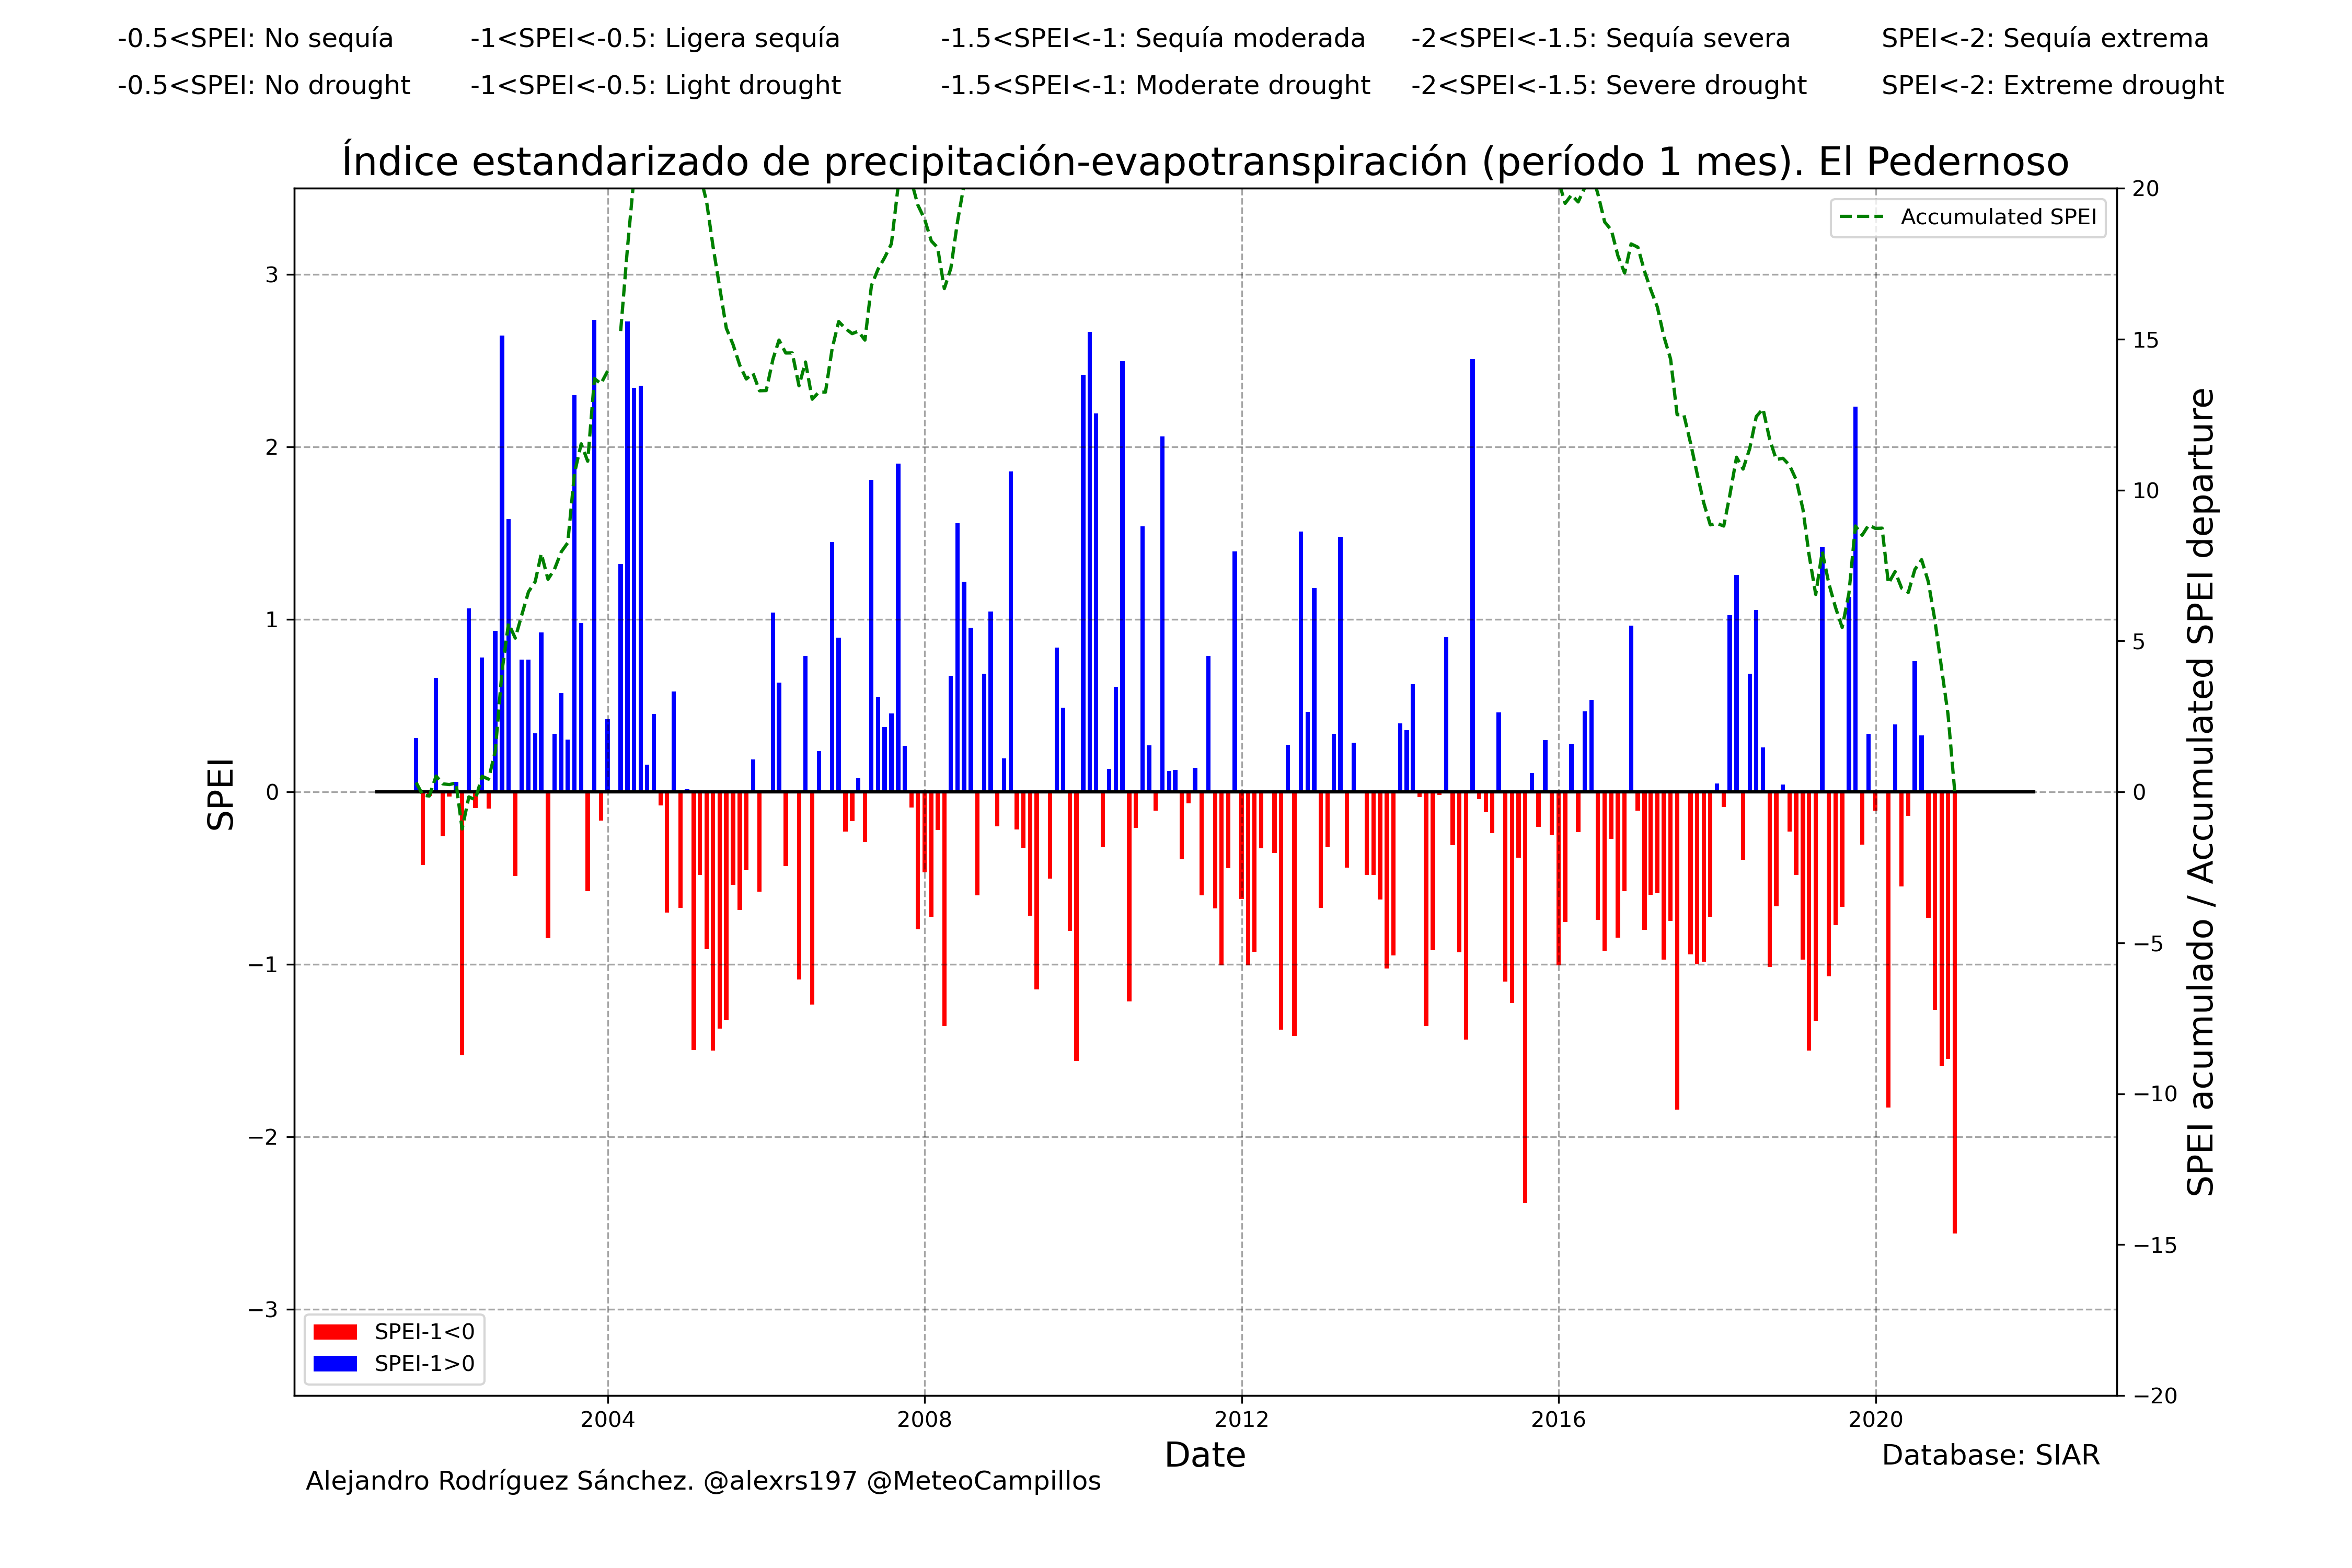 -0.5<SPEI: No sequía -1<SPEI<-0.5: Ligera sequía -1.5<SPEI<-1: Sequía moderada -2<SPEI<-1.5: Sequía severa SPEI<-2: Sequía extrema
-0.5<SPEI: No drought -1<SPEI<-0.5: Light drought -1.5<SPEI<-1: Moderate drought -2<SPEI<-1.5: Severe drought SPEI<-2: Extreme drought
Índice estandarizado de precipitación-evapotranspiración (período 1 mes). El Pedernoso
Accumulated SPEI
SPEI
3
2
1
0
−1
−2
−3
20
15
10
5
0
−5
−10
−15
−20
SPEI acumulado / Accumulated SPEI departure
SPEI-1<0
SPEI-1>0
2004 2008 2012 2016 2020
Date
Database: SIAR
Alejandro Rodríguez Sánchez. @alexrs197 @MeteoCampillos